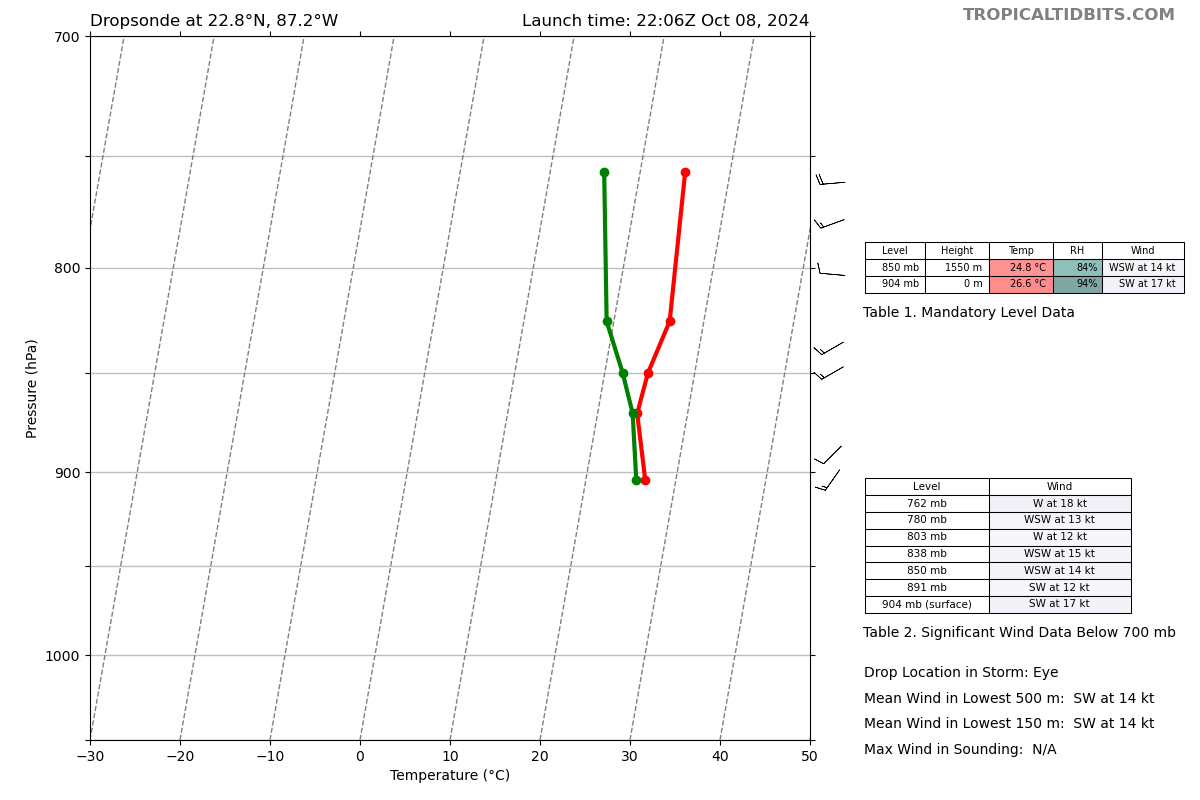 Dropsonde at 22.8°N, 87.2°W
Launch time: 22:06Z Oct 08, 2024
TROPICALTIDBITS.COM
700
800
900
1000
Pressure (hPa)
−30 −20 −10 0 10 20 30 40 50
Temperature (°C)
Level Height Temp RH Wind
850 mb 1550 m 24.8 °C 84% WSW at 14 kt
904 mb 0 m 26.6 °C 94% SW at 17 kt
Table 1. Mandatory Level Data
Level Wind
762 mb W at 18 kt
780 mb WSW at 13 kt
803 mb W at 12 kt
838 mb WSW at 15 kt
850 mb WSW at 14 kt
891 mb SW at 12 kt
904 mb (surface) SW at 17 kt
Table 2. Significant Wind Data Below 700 mb
Drop Location in Storm: Eye
Mean Wind in Lowest 500 m: SW at 14 kt
Mean Wind in Lowest 150 m: SW at 14 kt
Max Wind in Sounding: N/A